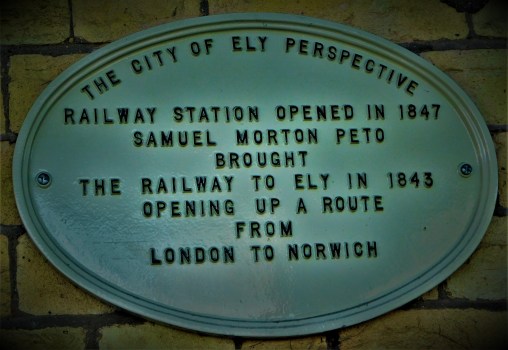 THE CITY OF ELY PERSPECTIVE
RAILWAY STATION OPENED IN 1847
SAMUEL MORTON PETO
BROUGHT
THE RAILWAY TO ELY IN 1843
OPENING UP A ROUTE
FROM
LONDON TO NORWICH